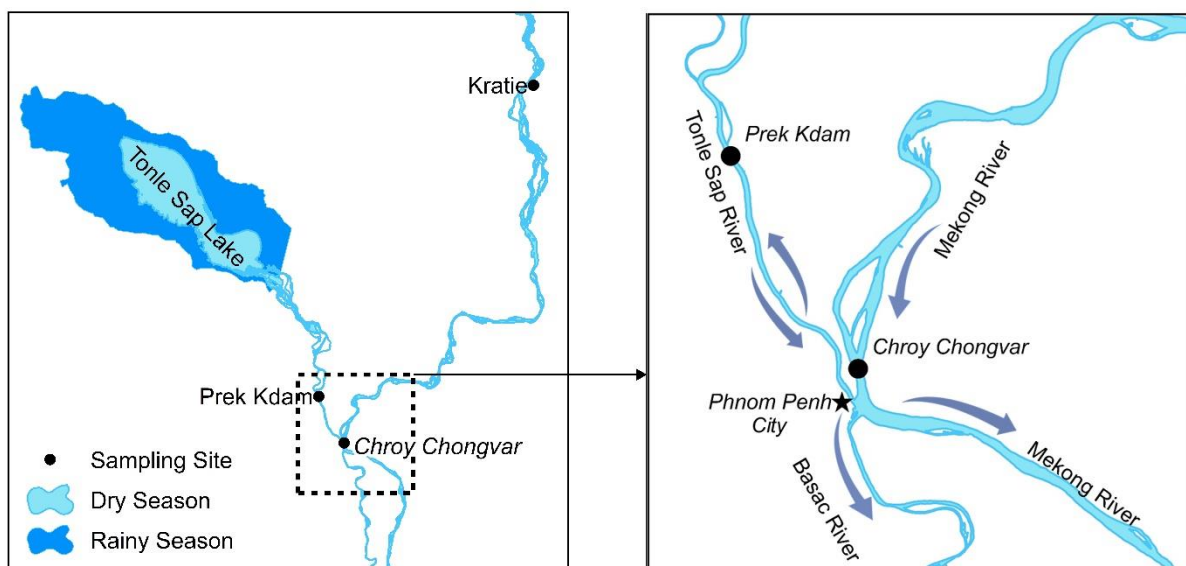 Kratie
Tonle Sap Lake
Prek Kdam
Chroy Chongvar
Sampling Site
Dry Season
Rainy Season
Prek Kdam
Tonle Sap River
Mekong River
Chroy Chongvar
Phnom Penh
City
Mekong River
Basac River